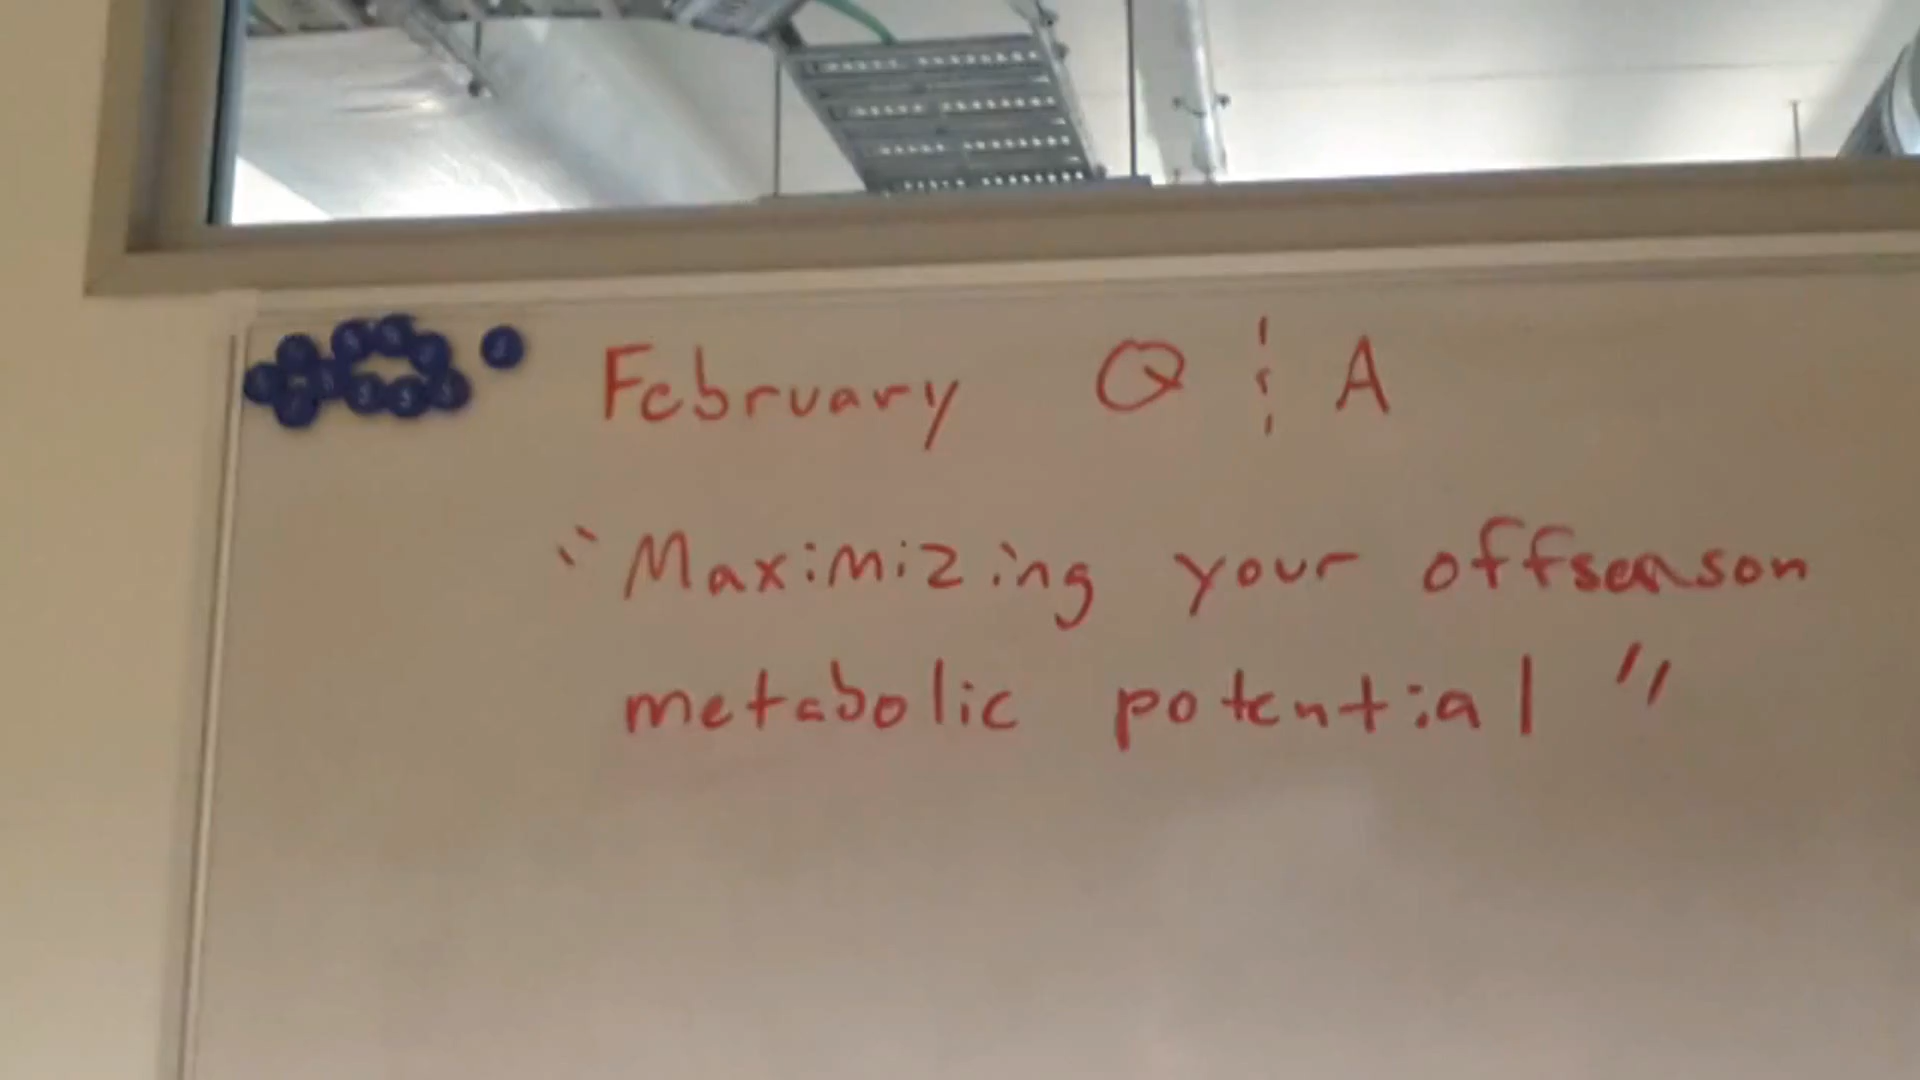 February Q & A
"Maximizing your offseason
metabolic potential"